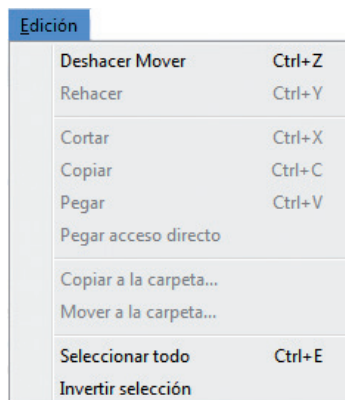 Edición
Deshacer Mover Ctrl+Z
Rehacer Ctrl+Y
Cortar Ctrl+X
Copiar Ctrl+C
Pegar Ctrl+V
Pegar acceso directo
Copiar a la carpeta...
Mover a la carpeta...
Seleccionar todo Ctrl+E
Invertir selección